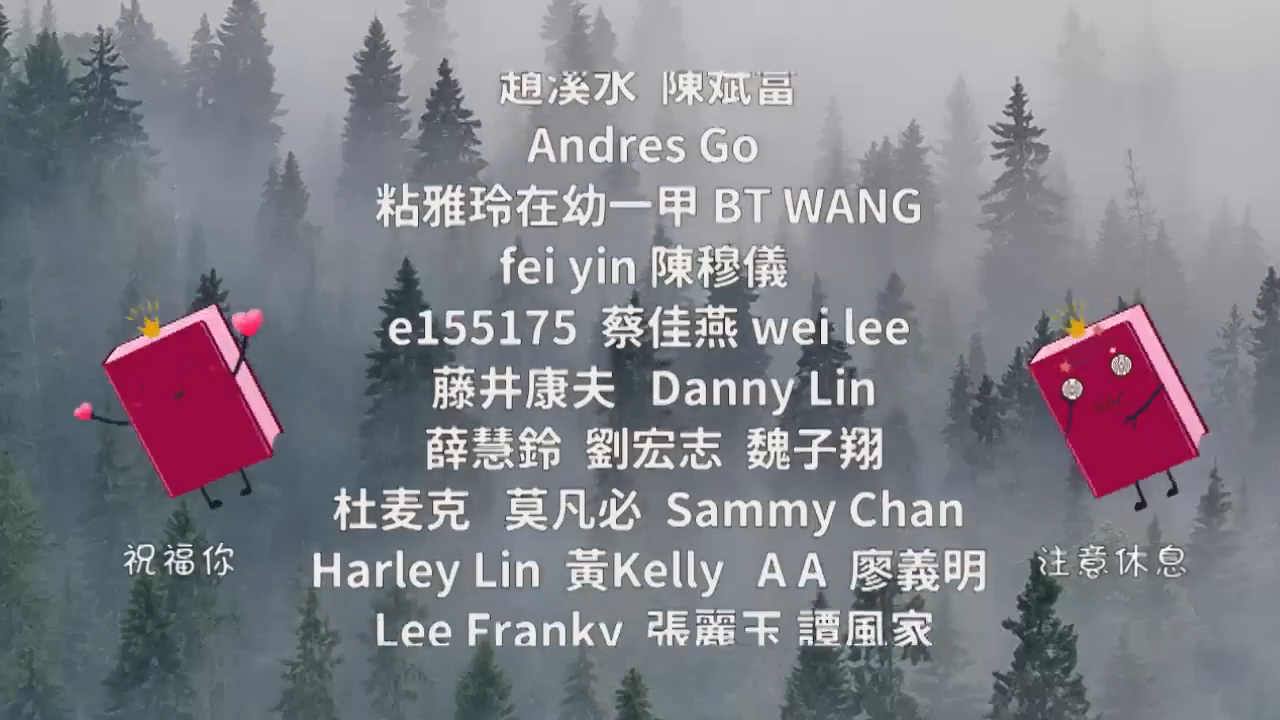 趙溪水 陳斌富
Andres Go
粘雅玲在幼一甲 BT WANG
fei yin 陳穆儀
e155175 蔡佳燕 wei lee
藤井康夫 Danny Lin
薛慧鈴 劉宏志 魏子翔
杜麦克 莫凡必 Sammy Chan
Harley Lin 黃Kelly A A 廖義明
Lee Franky 張麗玉 譚風家
祝福你
注意休息